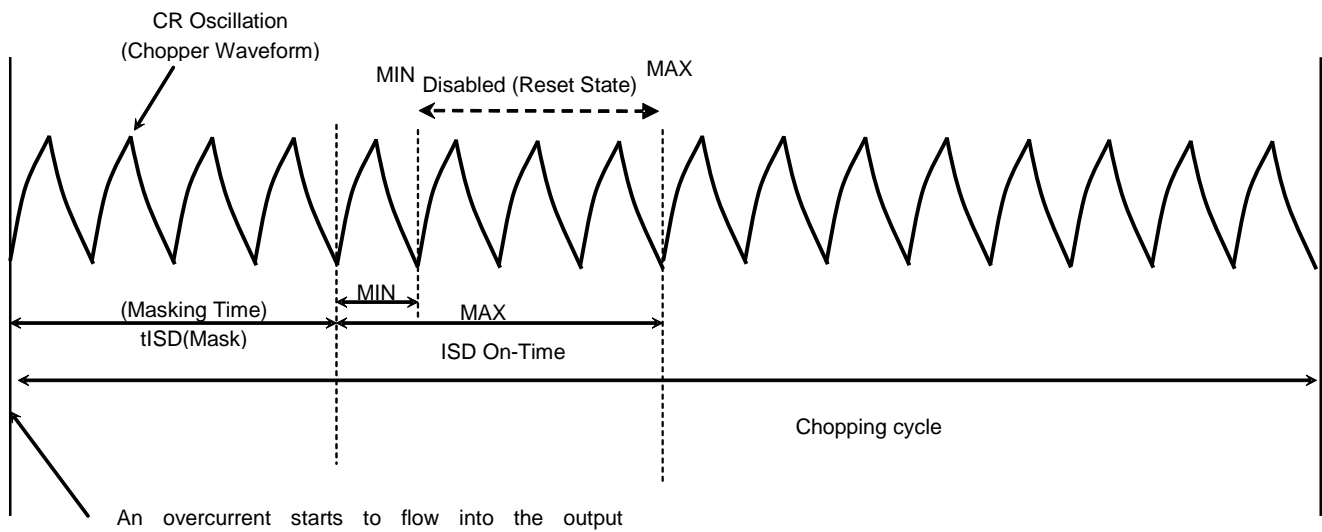 CR Oscillation
(Chopper Waveform)
MIN
Disabled (Reset State)
MAX
MIN
(Masking Time)
MAX
tISD(Mask)
ISD On-Time
Chopping cycle
An overcurrent starts to flow into the output